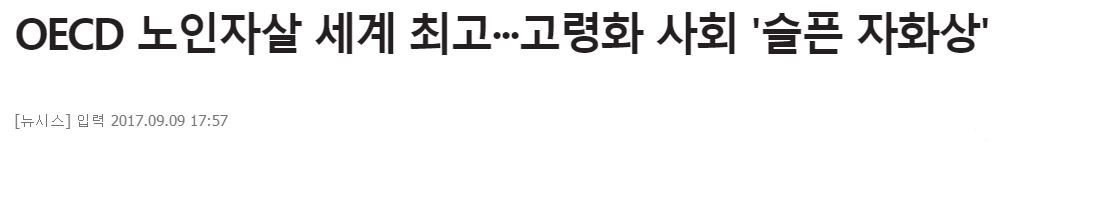 OECD 노인자살 세계 최고···고령화 사회 '슬픈 자화상'
[뉴시스] 입력 2017.09.09 17:57